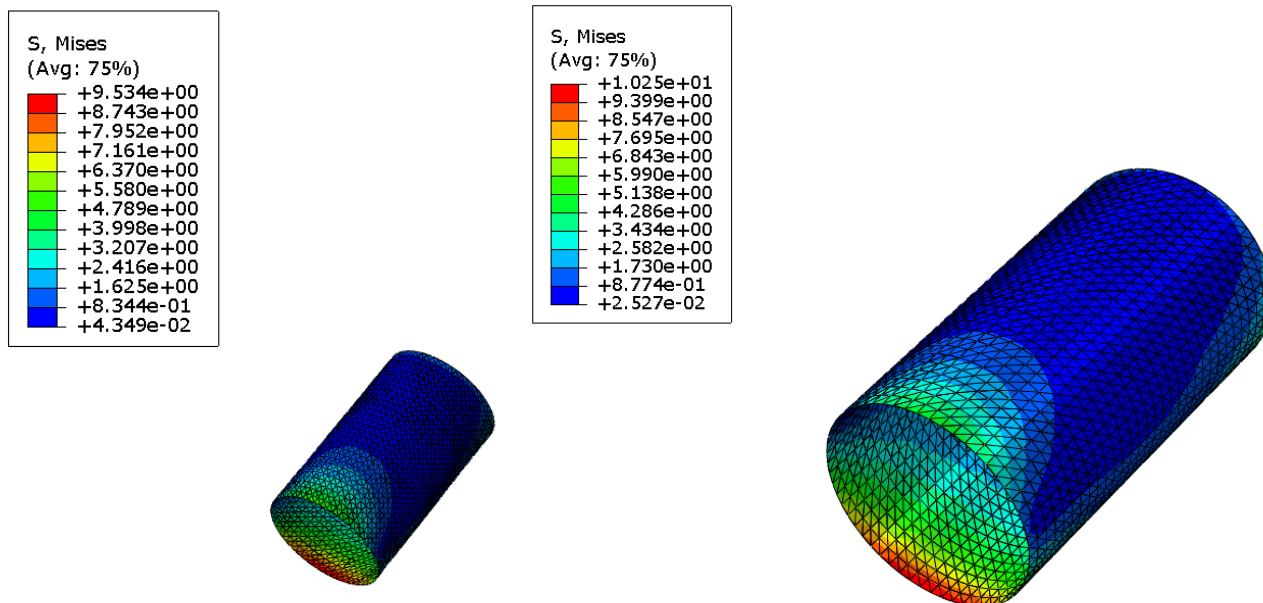 S, Mises
(Avg: 75%)
+9.534e+00
+8.743e+00
+7.952e+00
+7.161e+00
+6.370e+00
+5.580e+00
+4.789e+00
+3.998e+00
+3.207e+00
+2.416e+00
+1.625e+00
+8.344e-01
+4.349e-02
S, Mises
(Avg: 75%)
+1.025e+01
+9.399e+00
+8.547e+00
+7.695e+00
+6.843e+00
+5.990e+00
+5.138e+00
+4.286e+00
+3.434e+00
+2.582e+00
+1.730e+00
+8.774e-01
+2.527e-02